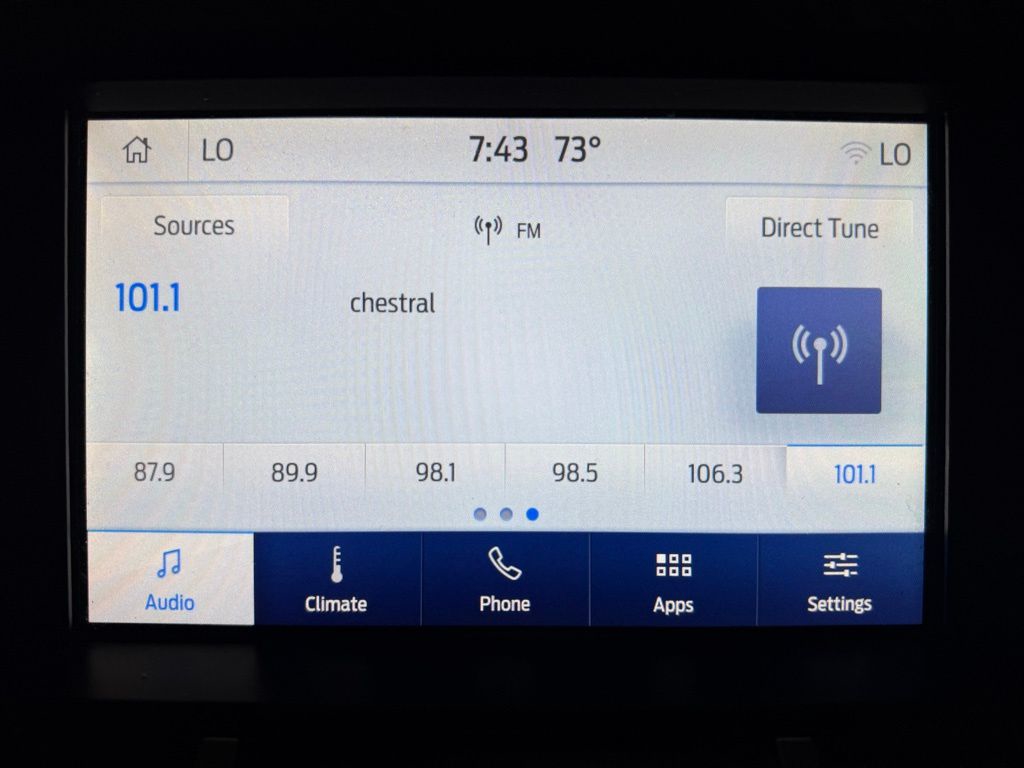 LO 7:43 73° LO
Sources FM Direct Tune
101.1 chestral
87.9 89.9 98.1 98.5 106.3 101.1
Audio Climate Phone Apps Settings